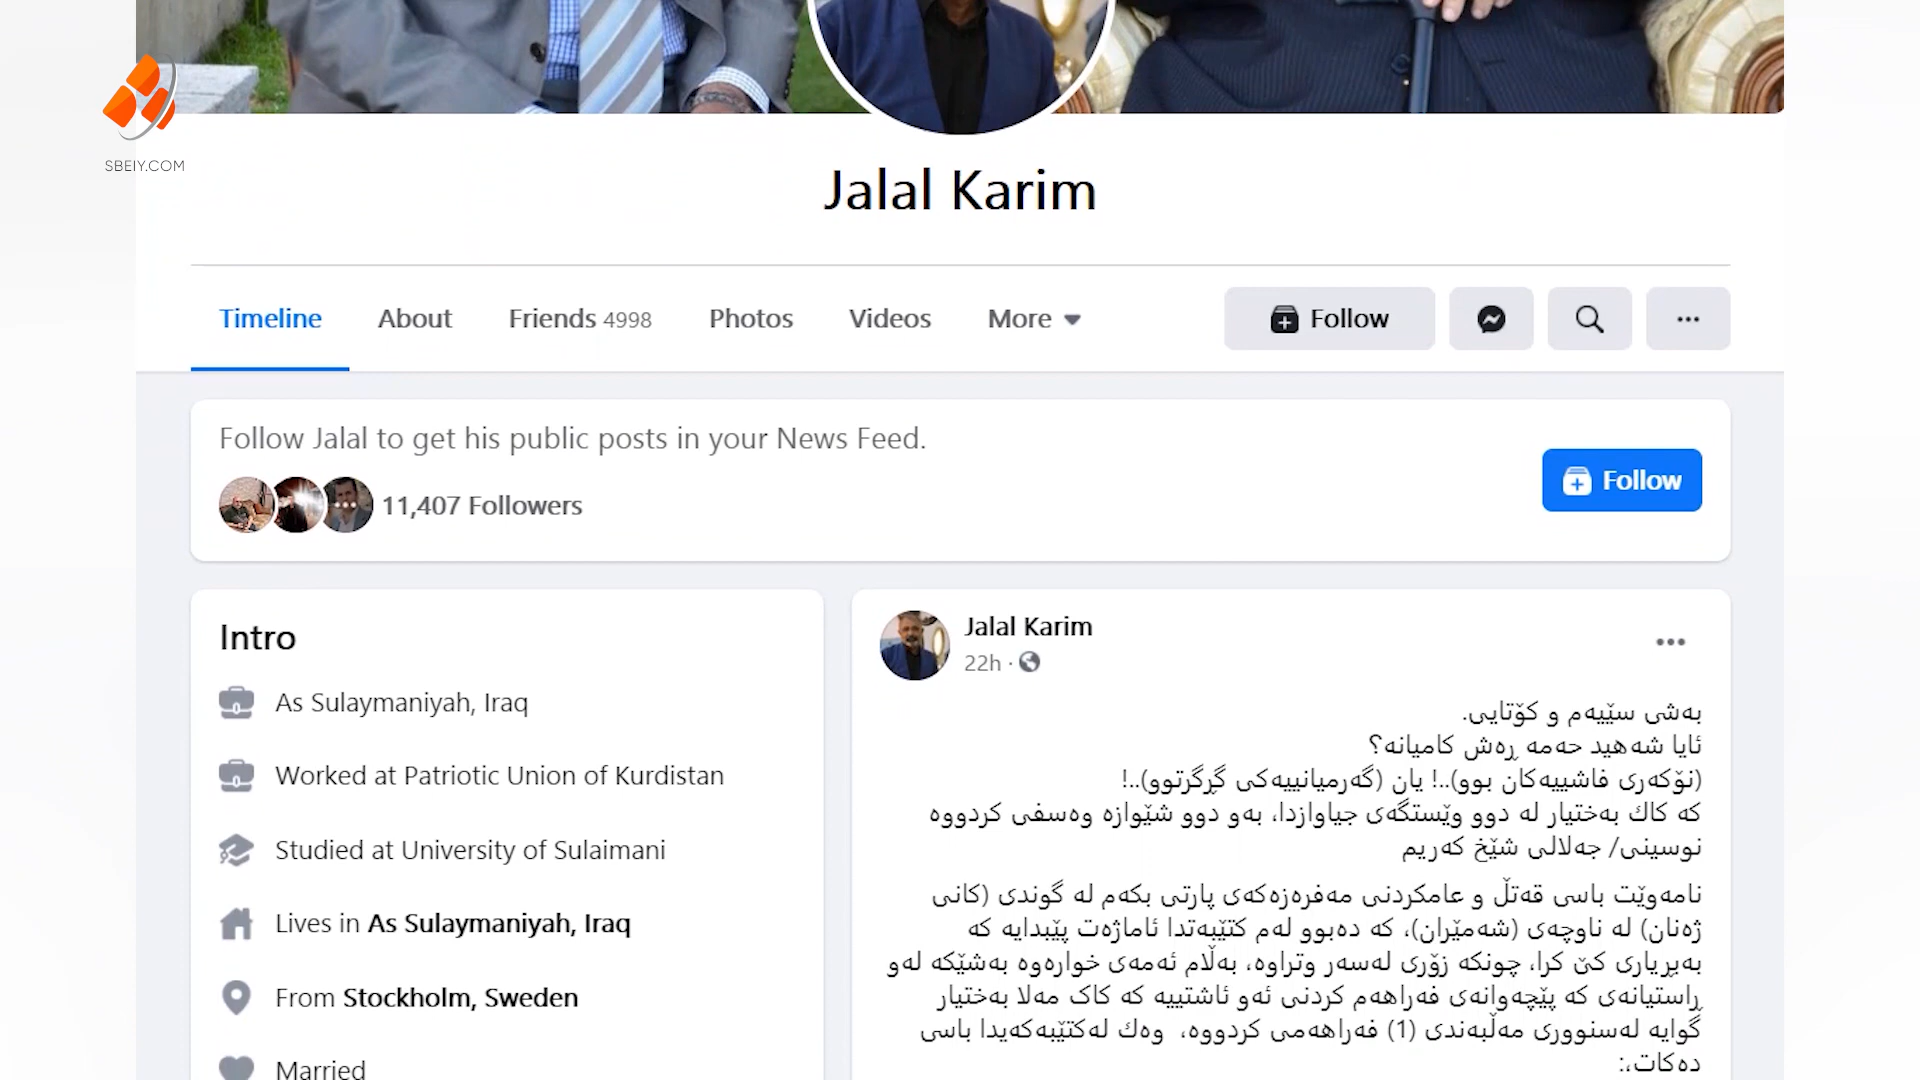 SBEIY.COM
Jalal Karim
Timeline
About
Friends 4998
Photos
Videos
More
Follow
Follow Jalal to get his public posts in your News Feed.
11,407 Followers
Follow
Intro
As Sulaymaniyah, Iraq
Worked at Patriotic Union of Kurdistan
Studied at University of Sulaimani
Lives in As Sulaymaniyah, Iraq
From Stockholm, Sweden
Married
Jalal Karim
22h ·
بەشی سێیەم و کۆتایی.
ئایا شەهید حەمە ڕەش کامیانە؟
(نۆکەری فاشییەکان بوو)..! یان (گەرمیانییەکی گڕگرتوو)..!
کە کاك بەختیار لە دوو وێستگەی جیاوازدا، بەو دوو شێوازە وەسفی کردووە
نوسینی/ جەلالی شێخ کەریم
نامەوێت باسی قەتڵ و عامکردنی مەفرەزەکەی پارتی بکەم لە گوندی (کانی
ژەنان) لە ناوچەی (شەمێران)، کە دەبوو لەم کتێبەتدا ئاماژەت پێبدایە کە
بەبڕیاری کێ کرا، چونکە زۆری لەسەر وتراوە، بەڵام ئەمەی خوارەوە بەشێکە لەو
ڕاستیانەی کە پێچەوانەی فەراهەم کردنی ئەو ئاشتییە کە کاک مەلا بەختیار
گوایە لەسنووری مەڵبەندی (1) فەراهەمی کردووە، وەك لەکتێبەکەیدا باسی
دەکات،: